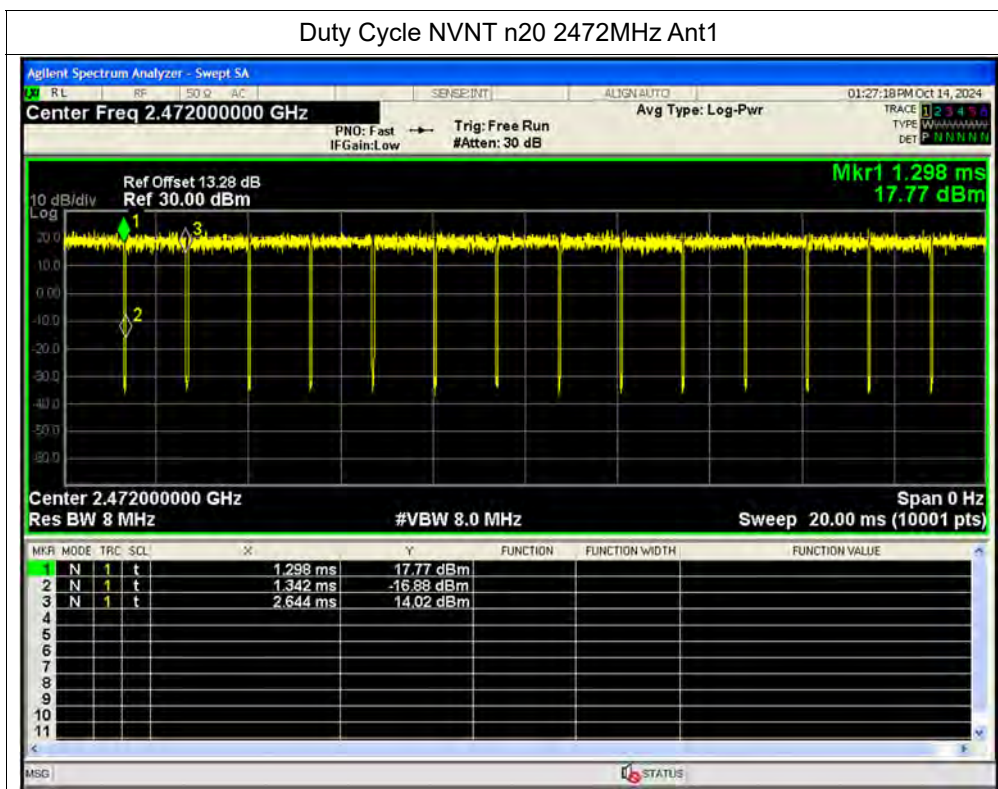 Duty Cycle NVNT n20 2472MHz Ant1
Agilent Spectrum Analyzer - Swept SA
RL RF 50 Ω AC SENSE:INT ALIGN AUTO 01:27:18 PM Oct 14, 2024
Center Freq 2.472000000 GHz Avg Type: Log-Pwr TRACE 1 2 3 4 5 6
PNO: Fast Trig: Free Run TYPE WWWWWW
IFGain:Low #Atten: 30 dB DET P N N N N N
Mkr1 1.298 ms
Ref Offset 13.28 dB
10 dB/div Ref 30.00 dBm 17.77 dBm
Log
1
3
20.0
10.0
0.00
2
-10.0
-20.0
-30.0
-40.0
-50.0
-60.0
Center 2.472000000 GHz Span 0 Hz
Res BW 8 MHz #VBW 8.0 MHz Sweep 20.00 ms (10001 pts)
MKR MODE TRC SCL X Y FUNCTION FUNCTION WIDTH FUNCTION VALUE
1 N 1 t 1.298 ms 17.77 dBm
2 N 1 t 1.342 ms -16.88 dBm
3 N 1 t 2.644 ms 14.02 dBm
4
5
6
7
8
9
10
11
MSG STATUS